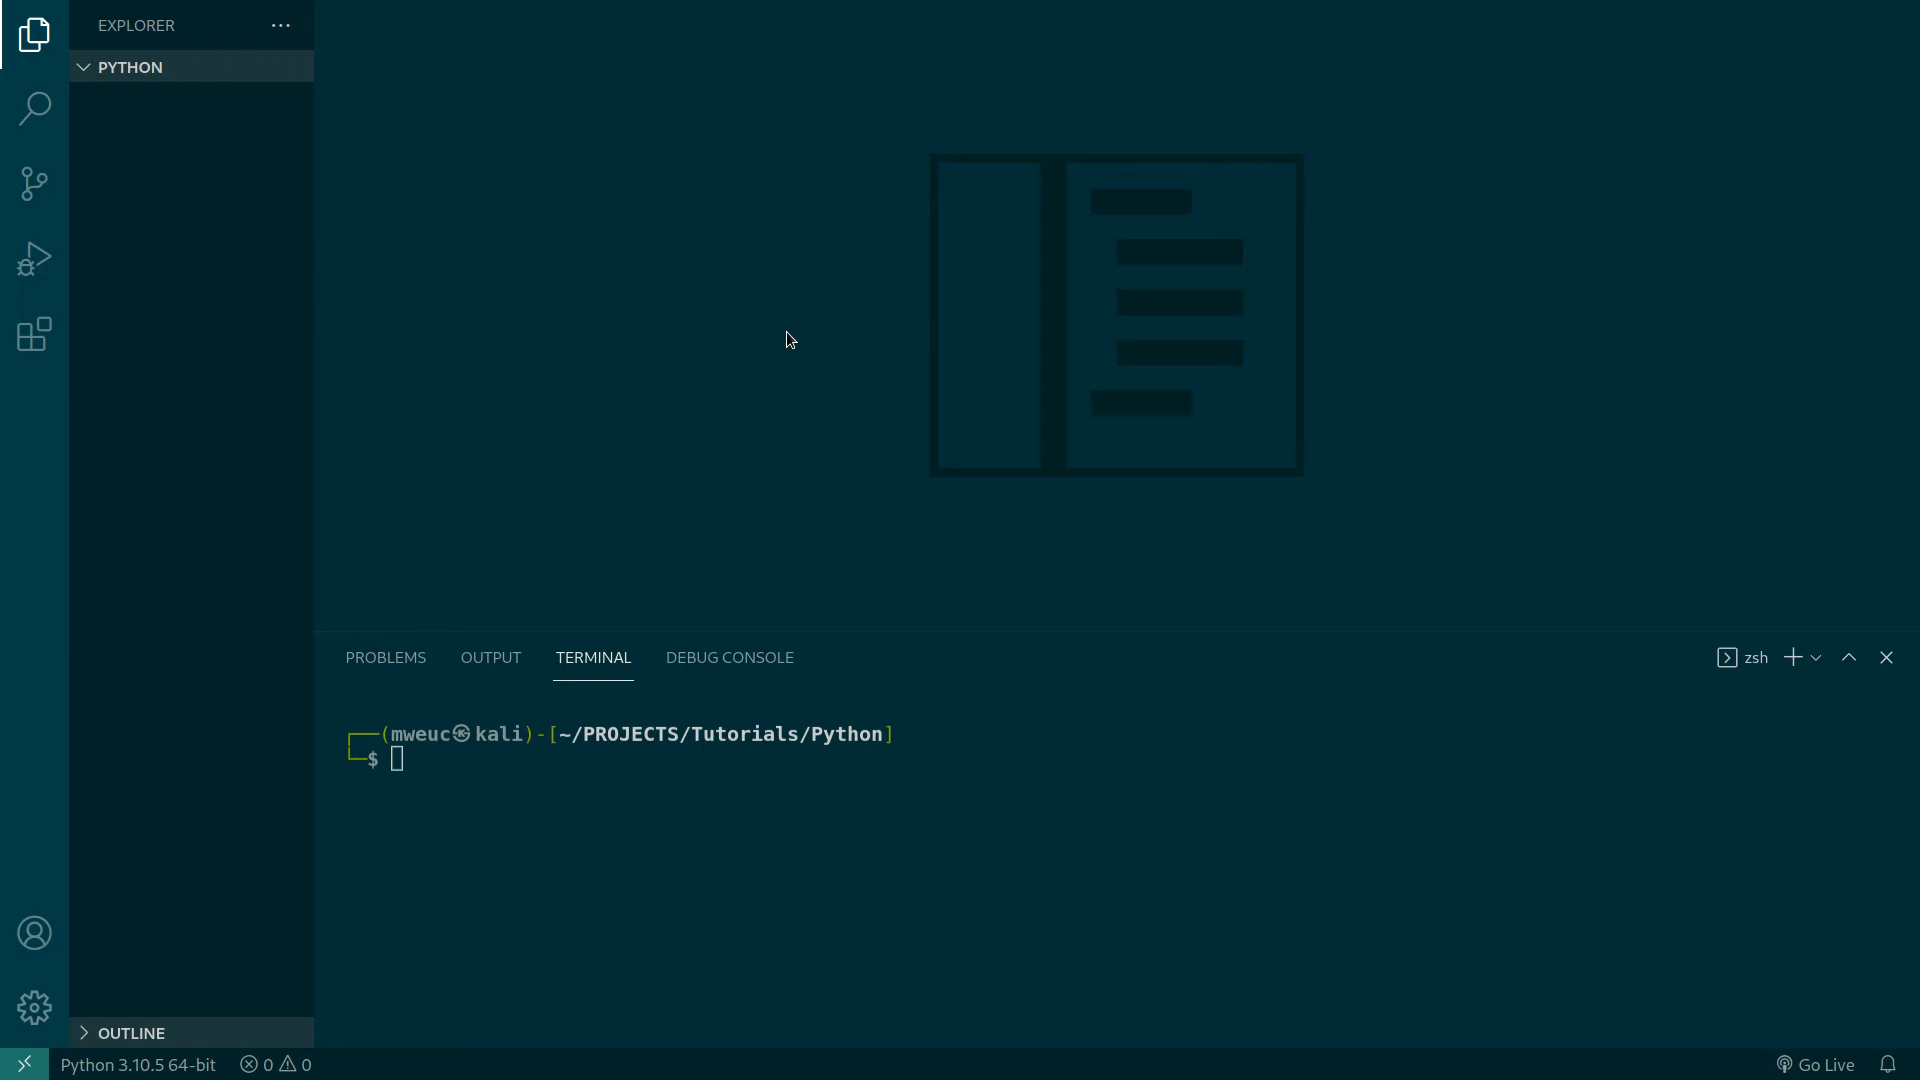 EXPLORER
PYTHON
PROBLEMS OUTPUT TERMINAL DEBUG CONSOLE
zsh
┌──(mweuc㉿kali)-[~/PROJECTS/Tutorials/Python]
└─$
OUTLINE
Python 3.10.5 64-bit 0 0 Go Live